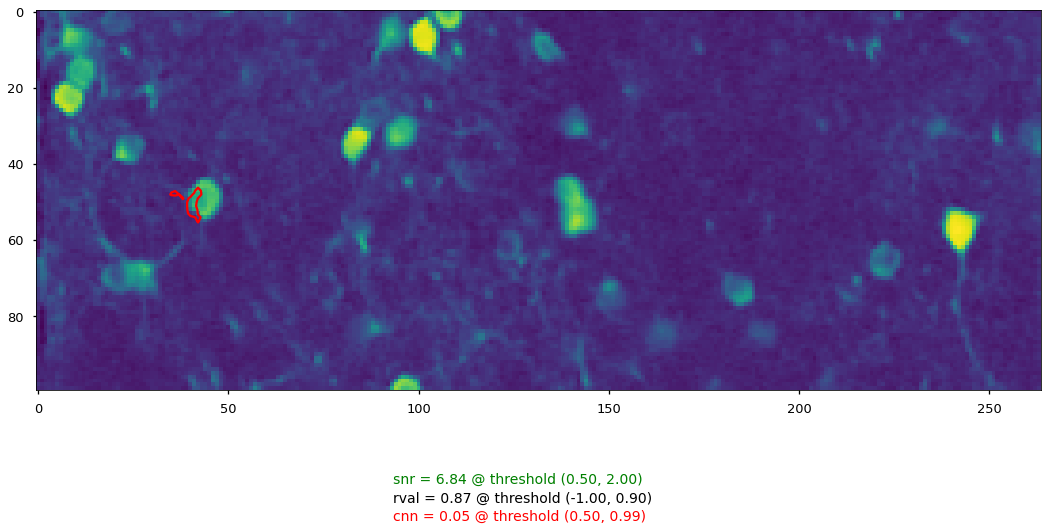 0
20
40
60
80
0 50 100 150 200 250
snr = 6.84 @ threshold (0.50, 2.00)
rval = 0.87 @ threshold (-1.00, 0.90)
cnn = 0.05 @ threshold (0.50, 0.99)